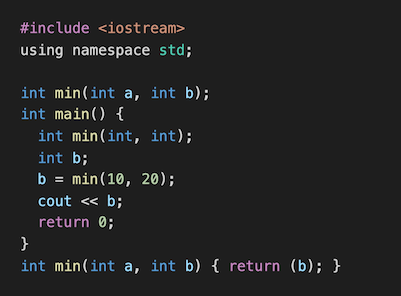 #include <iostream>
using namespace std;
int min(int a, int b);
int main() {
int min(int, int);
int b;
b = min(10, 20);
cout << b;
return 0;
}
int min(int a, int b) { return (b); }